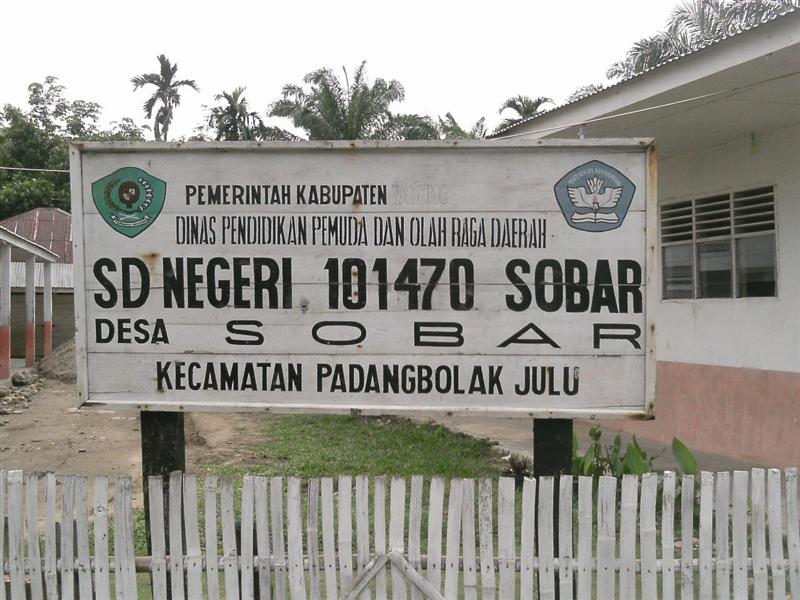 PEMERINTAH KABUPATEN
DINAS PENDIDIKAN PEMUDA DAN OLAH RAGA DAERAH
SD NEGERI 101470 SOBAR
DESA SOBAR
KECAMATAN PADANGBOLAK JULU